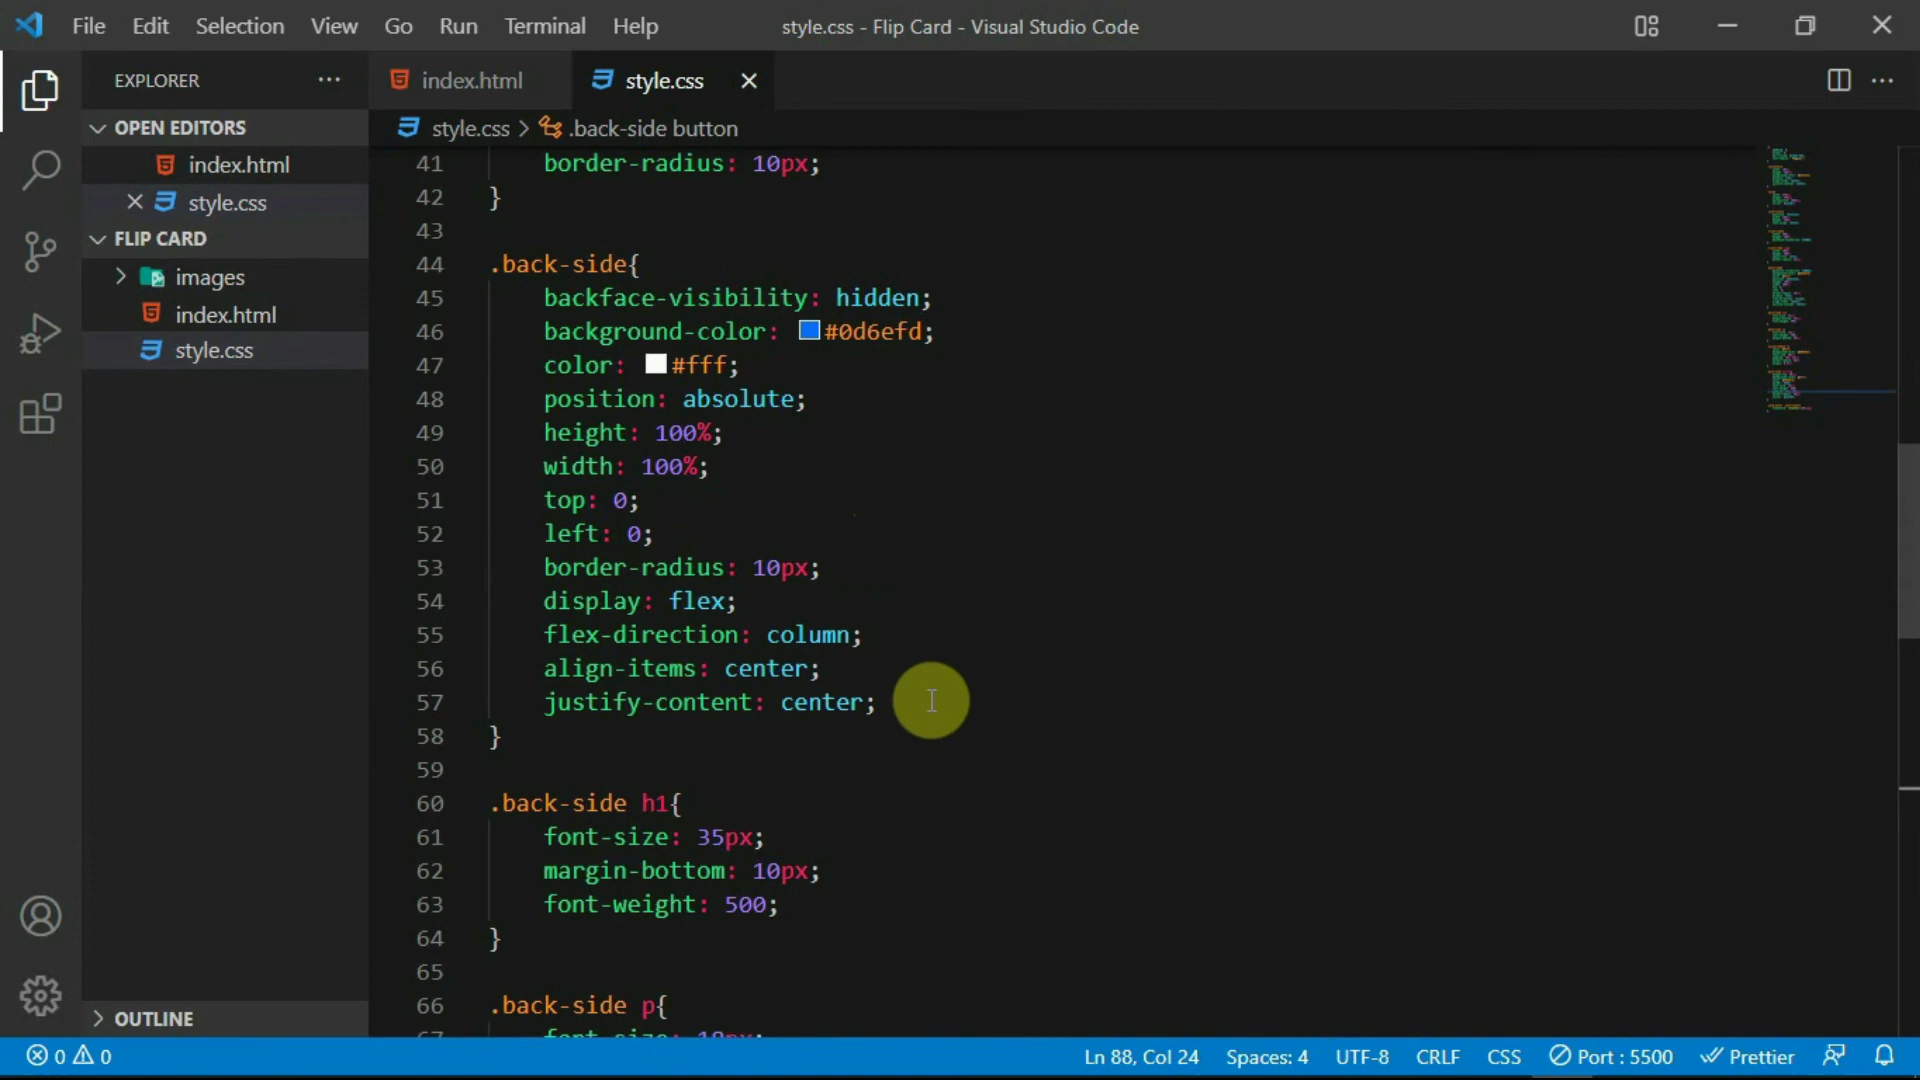 File Edit Selection View Go Run Terminal Help style.css - Flip Card - Visual Studio Code
EXPLORER
OPEN EDITORS
index.html
style.css
FLIP CARD
images
index.html
style.css
OUTLINE
index.html style.css
style.css > .back-side button
41 border-radius: 10px;
42 }
43
44 .back-side{
45 backface-visibility: hidden;
46 background-color: #0d6efd;
47 color: #fff;
48 position: absolute;
49 height: 100%;
50 width: 100%;
51 top: 0;
52 left: 0;
53 border-radius: 10px;
54 display: flex;
55 flex-direction: column;
56 align-items: center;
57 justify-content: center;
58 }
59
60 .back-side h1{
61 font-size: 35px;
62 margin-bottom: 10px;
63 font-weight: 500;
64 }
65
66 .back-side p{
0 0 Ln 88, Col 24 Spaces: 4 UTF-8 CRLF CSS Port : 5500 Prettier